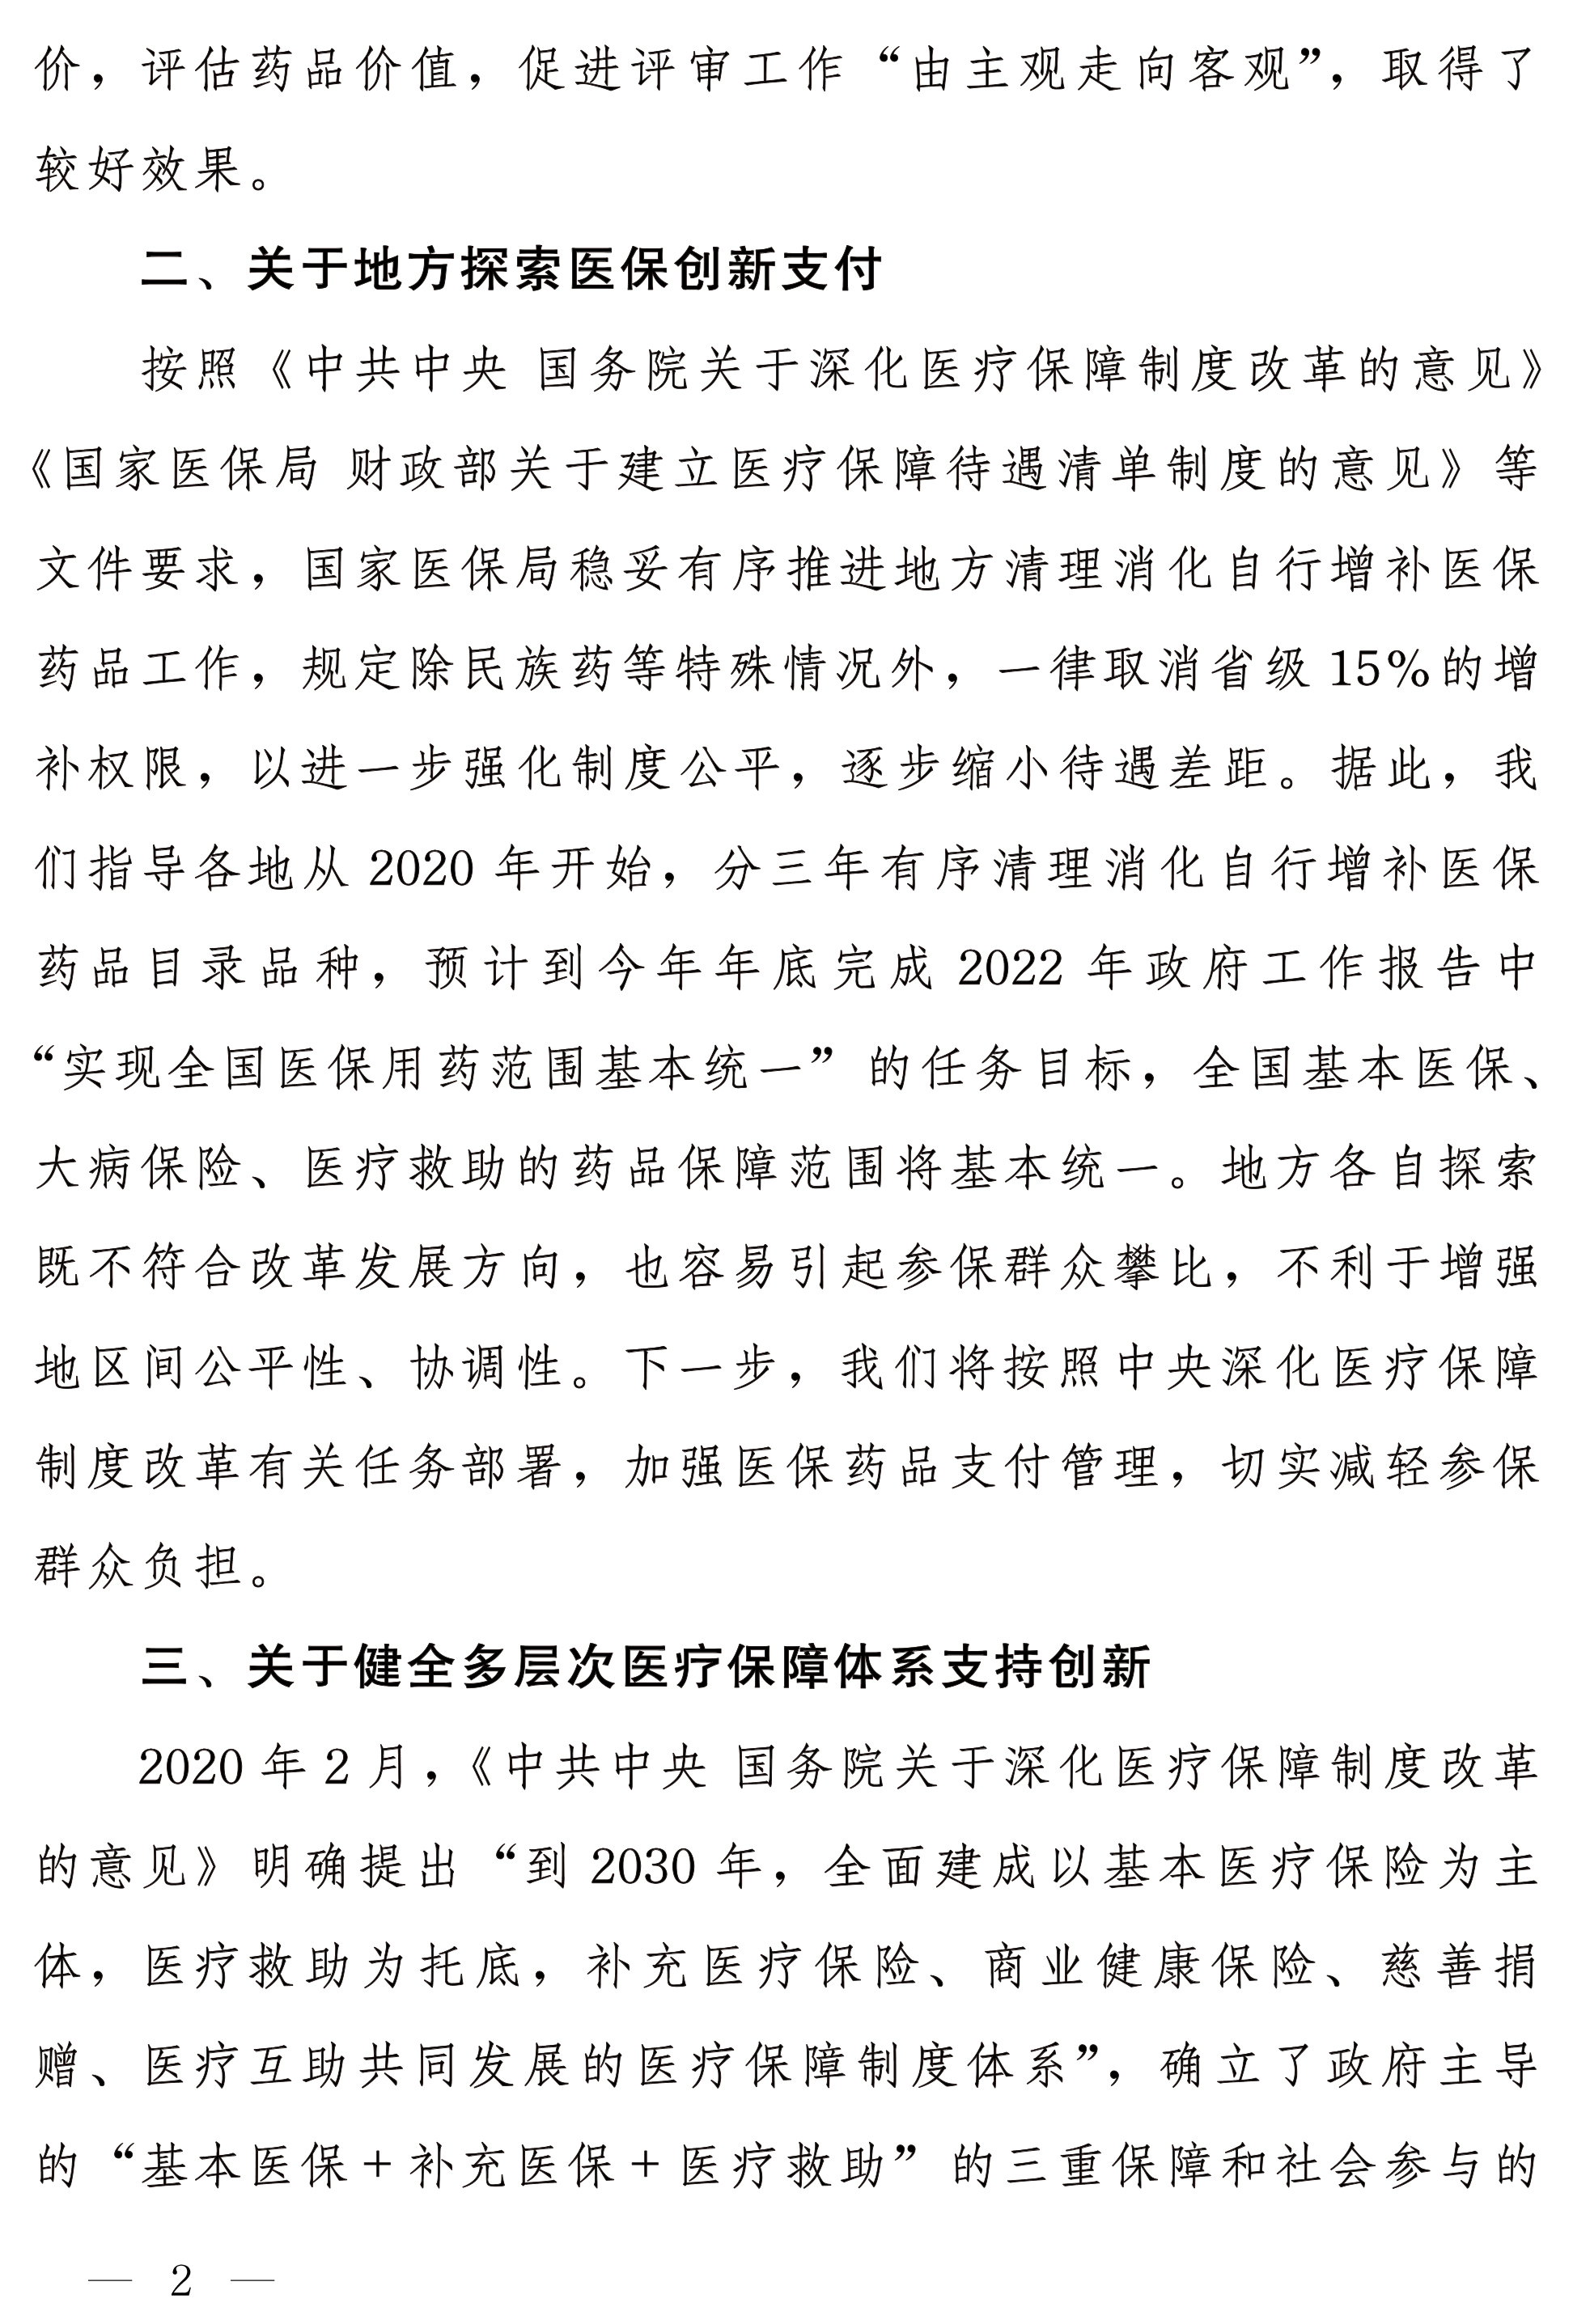 价，评估药品价值，促进评审工作“由主观走向客观”，取得了
较好效果。
二、关于地方探索医保创新支付
按照《中共中央 国务院关于深化医疗保障制度改革的意见》
《国家医保局 财政部关于建立医疗保障待遇清单制度的意见》等
文件要求，国家医保局稳妥有序推进地方清理消化自行增补医保
药品工作，规定除民族药等特殊情况外，一律取消省级 15%的增
补权限，以进一步强化制度公平，逐步缩小待遇差距。据此，我
们指导各地从 2020 年开始，分三年有序清理消化自行增补医保
药品目录品种，预计到今年年底完成 2022 年政府工作报告中
“实现全国医保用药范围基本统一”的任务目标，全国基本医保、
大病保险、医疗救助的药品保障范围将基本统一。地方各自探索
既不符合改革发展方向，也容易引起参保群众攀比，不利于增强
地区间公平性、协调性。下一步，我们将按照中央深化医疗保障
制度改革有关任务部署，加强医保药品支付管理，切实减轻参保
群众负担。
三、关于健全多层次医疗保障体系支持创新
2020 年 2 月，《中共中央 国务院关于深化医疗保障制度改革
的意见》明确提出“到 2030 年，全面建成以基本医疗保险为主
体，医疗救助为托底，补充医疗保险、商业健康保险、慈善捐
赠、医疗互助共同发展的医疗保障制度体系”，确立了政府主导
的“基本医保+补充医保+医疗救助”的三重保障和社会参与的
— 2 —